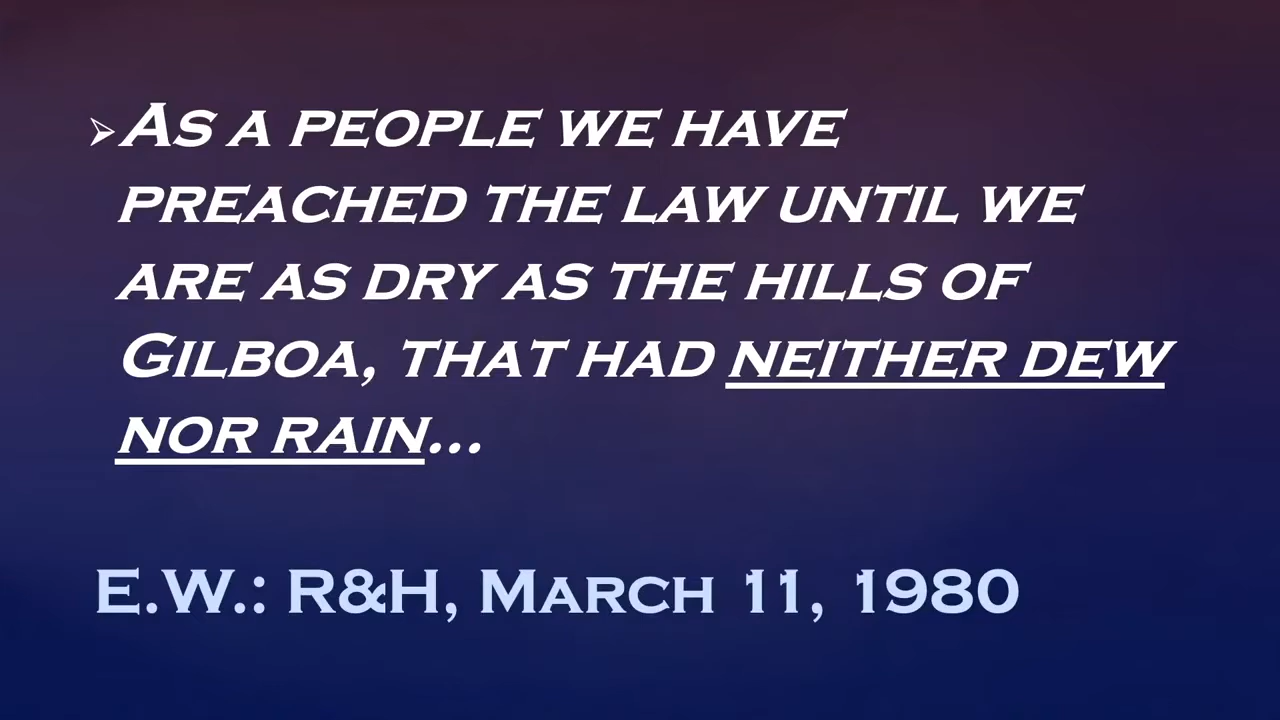 ➢As a people we have
preached the law until we
are as dry as the hills of
Gilboa, that had neither dew
nor rain...
E.W.: R&H, March 11, 1980